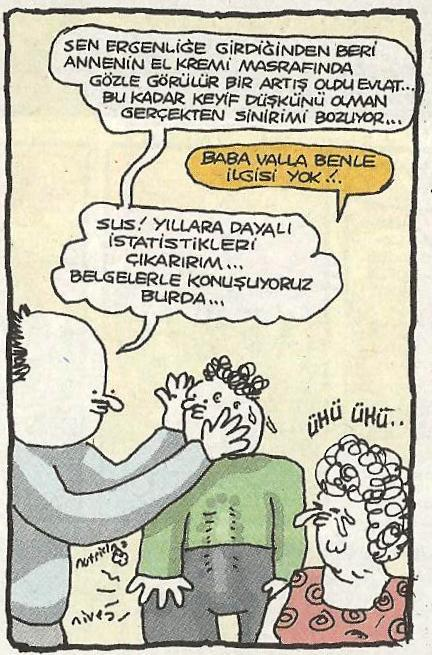 SEN ERGENLİĞE GİRDİĞİNDEN BERİ
ANNENİN EL KREMİ MASRAFINDA
GÖZLE GÖRÜLÜR BİR ARTIŞ OLDU EVLAT...
BU KADAR KEYİF DÜŞKÜNÜ OLMAN
GERÇEKTEN SİNİRİMİ BOZUYOR...
BABA VALLA BENLE
İLGİSİ YOK!..
SUS! YILLARA DAYALI
İSTATİSTİKLERİ
ÇIKARIRIM...
BELGELERLE KONUŞUYORUZ
BURDA...
ÜHÜ ÜHÜ..